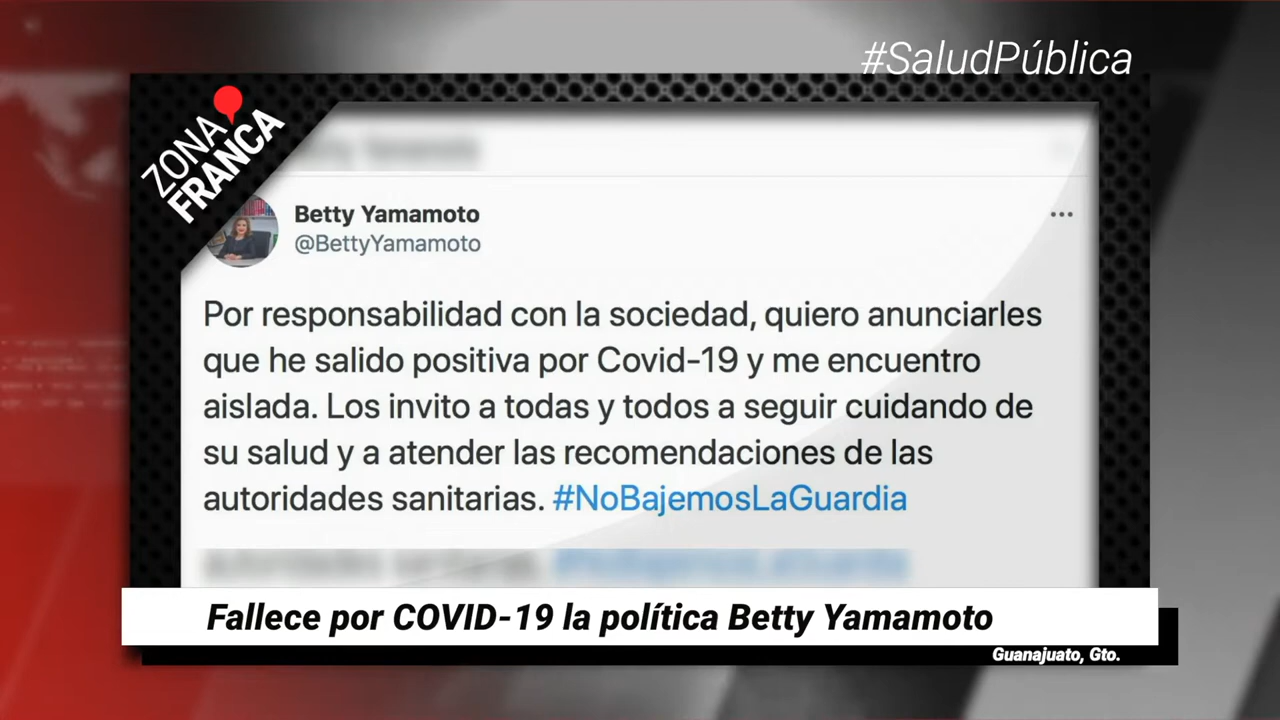 #SaludPública
ZONA
FRANCA
Betty Yamamoto
@BettyYamamoto
Por responsabilidad con la sociedad, quiero anunciarles
que he salido positiva por Covid-19 y me encuentro
aislada. Los invito a todas y todos a seguir cuidando de
su salud y a atender las recomendaciones de las
autoridades sanitarias. #NoBajemosLaGuardia
Fallece por COVID-19 la política Betty Yamamoto
Guanajuato, Gto.